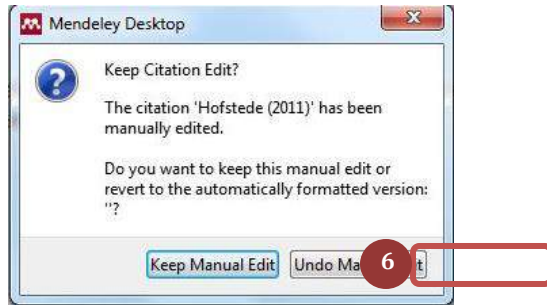 Mendeley Desktop
Keep Citation Edit?
The citation 'Hofstede (2011)' has been
manually edited.
Do you want to keep this manual edit or
revert to the automatically formatted version:
''?
Keep Manual Edit
Undo
6